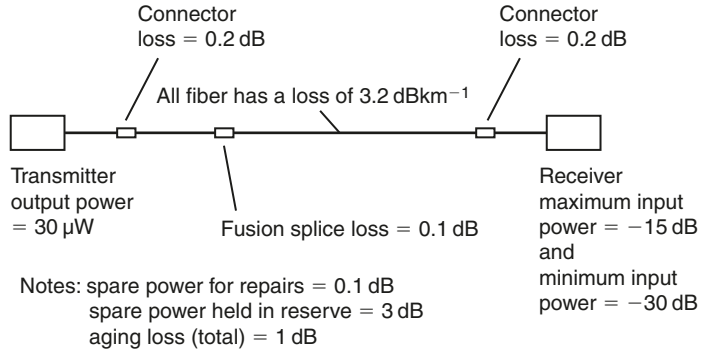 Connector
loss = 0.2 dB
Connector
loss = 0.2 dB
All fiber has a loss of 3.2 dBkm⁻¹
Transmitter
output power
= 30 µW
Fusion splice loss = 0.1 dB
Receiver
maximum input
power = −15 dB
and
minimum input
power = −30 dB
Notes: spare power for repairs = 0.1 dB
spare power held in reserve = 3 dB
aging loss (total) = 1 dB